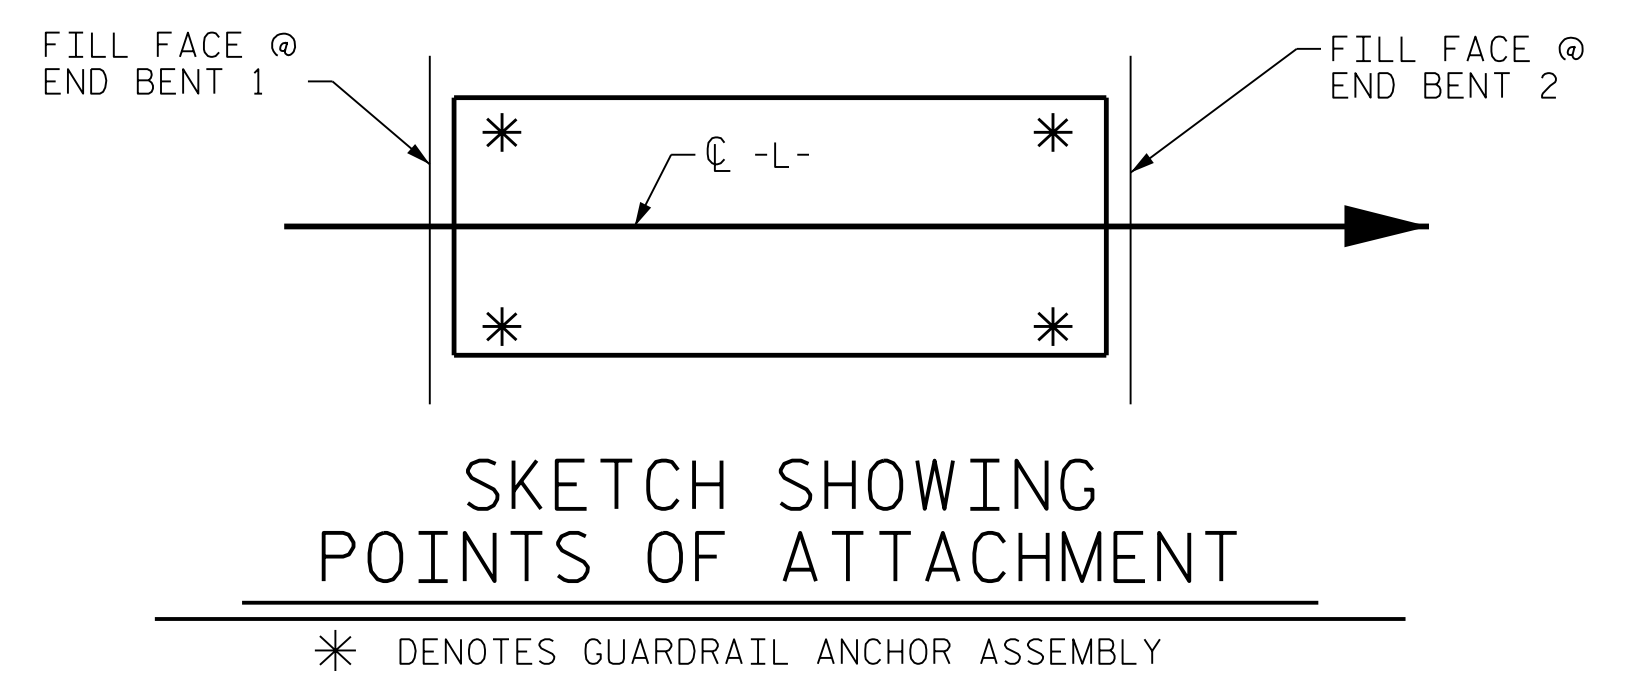 FILL FACE @
END BENT 1
FILL FACE @
END BENT 2
℄ -L-
SKETCH SHOWING
POINTS OF ATTACHMENT
✳ DENOTES GUARDRAIL ANCHOR ASSEMBLY